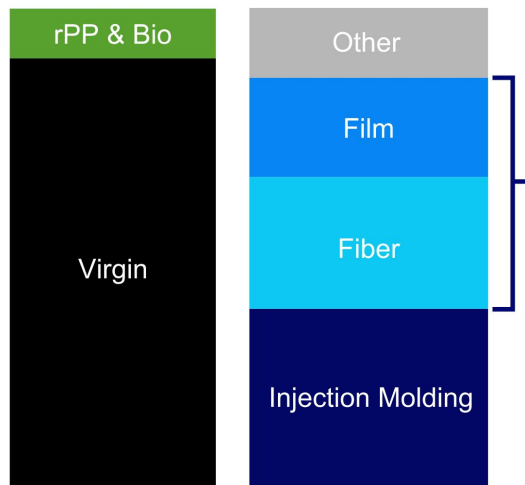 rPP & Bio
Virgin
Other
Film
Fiber
Injection Molding